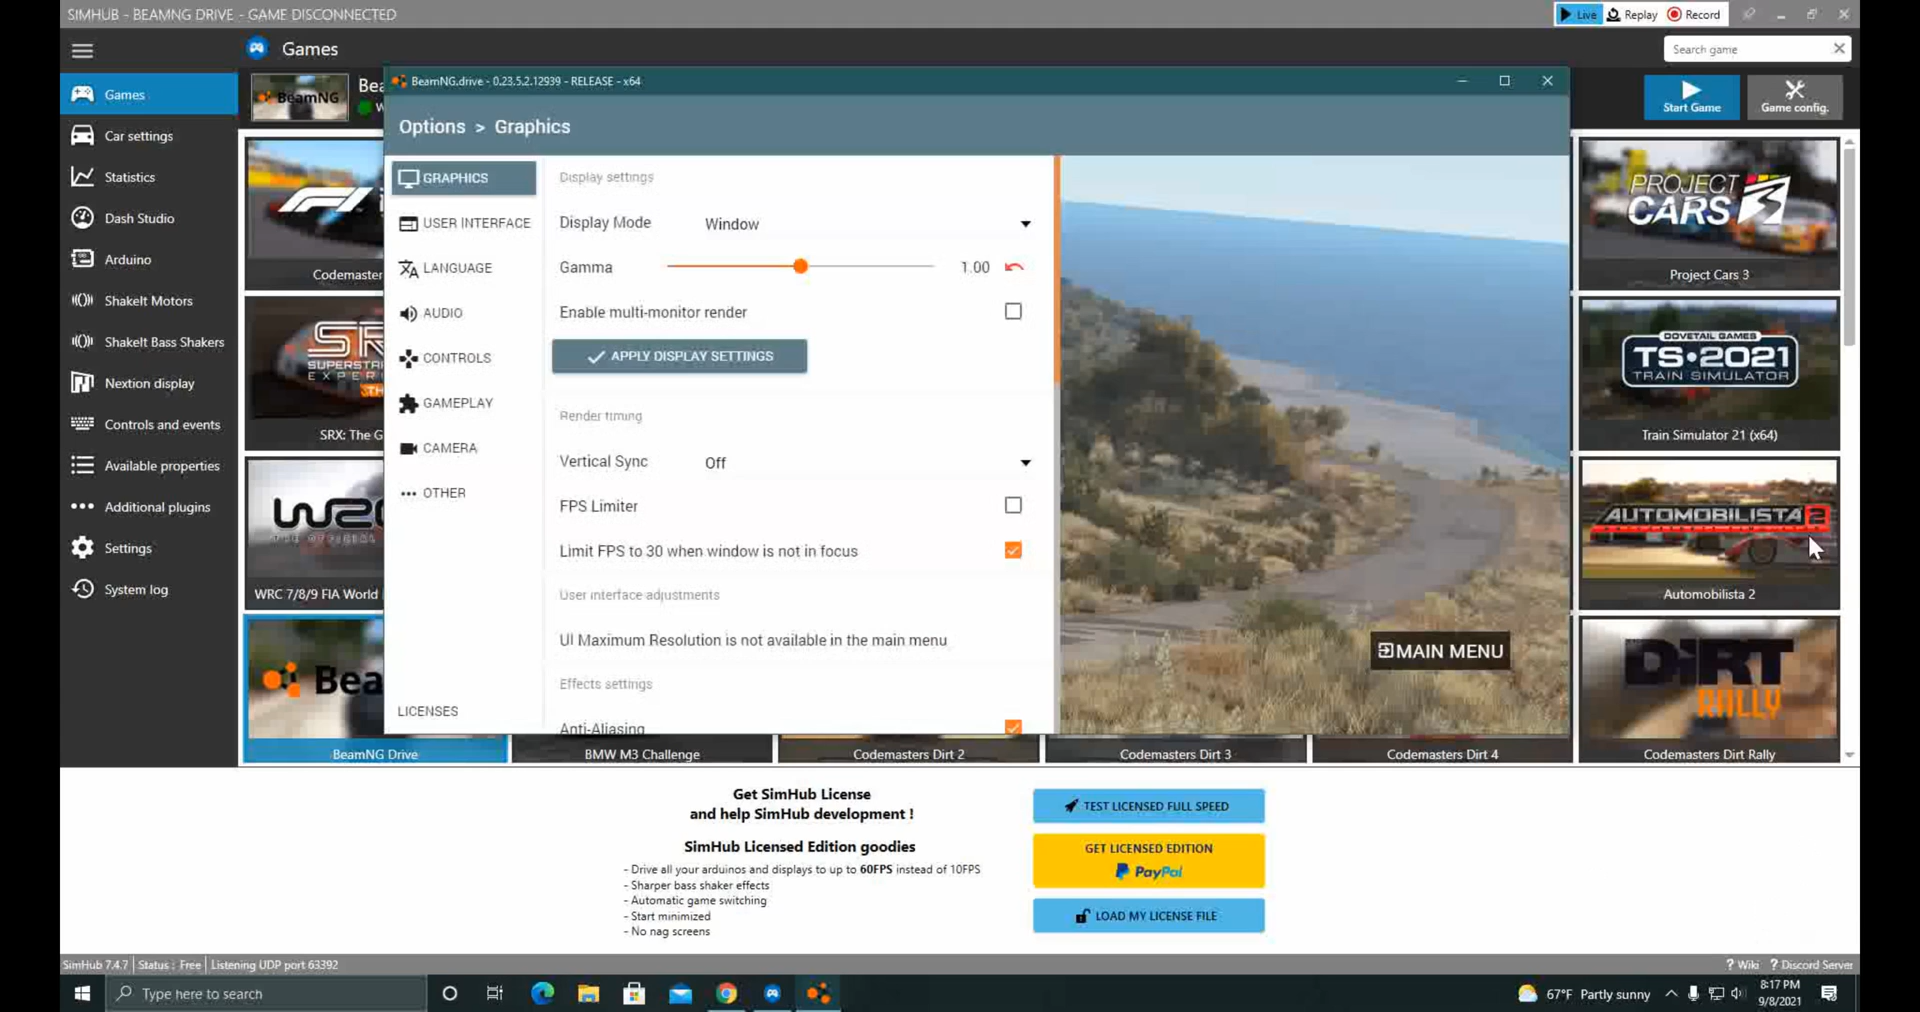 SIMHUB - BEAMNG DRIVE - GAME DISCONNECTED
Live
Replay
Record
Games
Search game
Games
Car settings
Statistics
Dash Studio
Arduino
ShakeIt Motors
ShakeIt Bass Shakers
Nextion display
Controls and events
Available properties
Additional plugins
Settings
System log
BeamNG
Start Game
Game config.
BeamNG.drive - 0.23.5.2.12939 - RELEASE - x64
Options > Graphics
GRAPHICS
USER INTERFACE
LANGUAGE
AUDIO
CONTROLS
GAMEPLAY
CAMERA
OTHER
LICENSES
Display settings
Display Mode Window
Gamma 1.00
Enable multi-monitor render
APPLY DISPLAY SETTINGS
Render timing
Vertical Sync Off
FPS Limiter
Limit FPS to 30 when window is not in focus
User interface adjustments
UI Maximum Resolution is not available in the main menu
Effects settings
Anti-Aliasing
MAIN MENU
PROJECT
CARS 3
Project Cars 3
DOVETAIL GAMES
TS•2021
TRAIN SIMULATOR
Train Simulator 21 (x64)
AUTOMOBILISTA 2
Automobilista 2
DiRT
RALLY
Codemasters Dirt Rally
WRC 7/8/9 FIA World
BeamNG Drive
BMW M3 Challenge
Codemasters Dirt 2
Codemasters Dirt 3
Codemasters Dirt 4
Get SimHub License
and help SimHub development !
SimHub Licensed Edition goodies
- Drive all your arduinos and displays to up to 60FPS instead of 10FPS
- Sharper bass shaker effects
- Automatic game switching
- Start minimized
- No nag screens
TEST LICENSED FULL SPEED
GET LICENSED EDITION
PayPal
LOAD MY LICENSE FILE
SimHub 7.4.7 | Status : Free | Listening UDP port 63392
? Wiki ? Discord Server
Type here to search
67°F Partly sunny
8:17 PM
9/8/2021